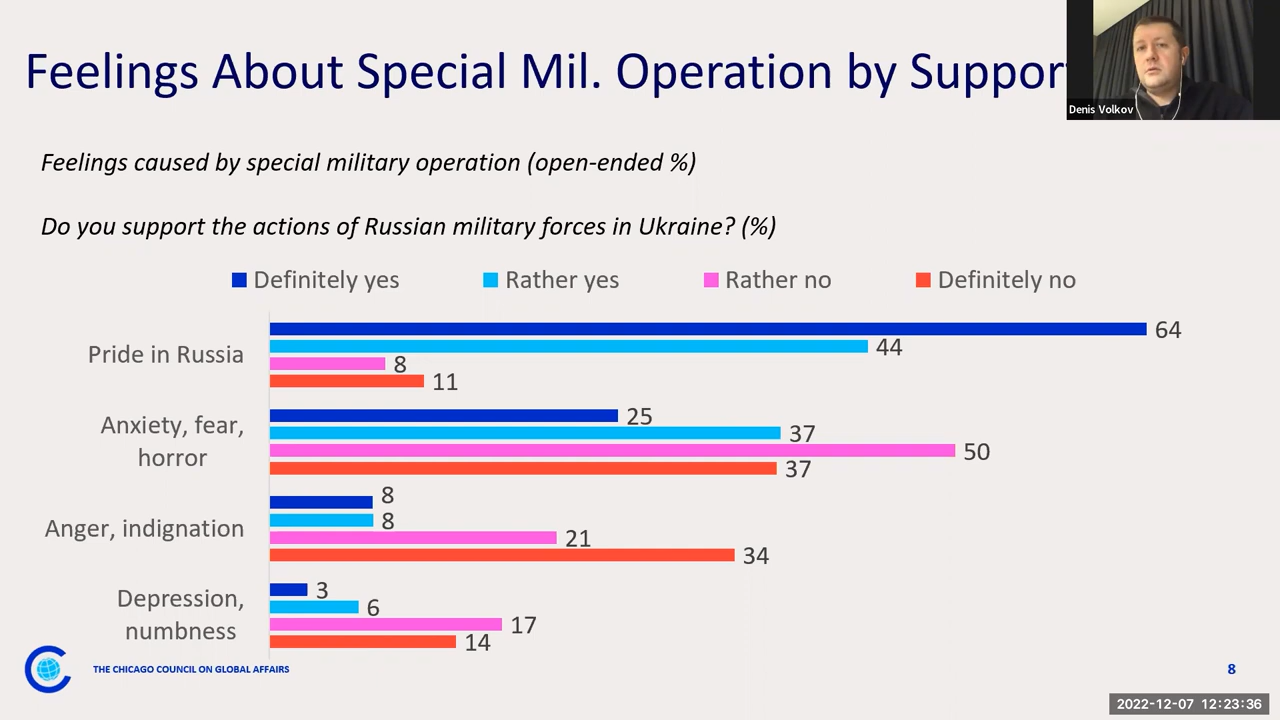 Feelings About Special Mil. Operation by Suppor
Denis Volkov
Feelings caused by special military operation (open-ended %)
Do you support the actions of Russian military forces in Ukraine? (%)
Definitely yes Rather yes Rather no Definitely no
Pride in Russia
64
44
8
11
Anxiety, fear,
horror
25
37
50
37
Anger, indignation
8
8
21
34
Depression,
numbness
3
6
17
14
THE CHICAGO COUNCIL ON GLOBAL AFFAIRS
8
2022-12-07 12:23:36